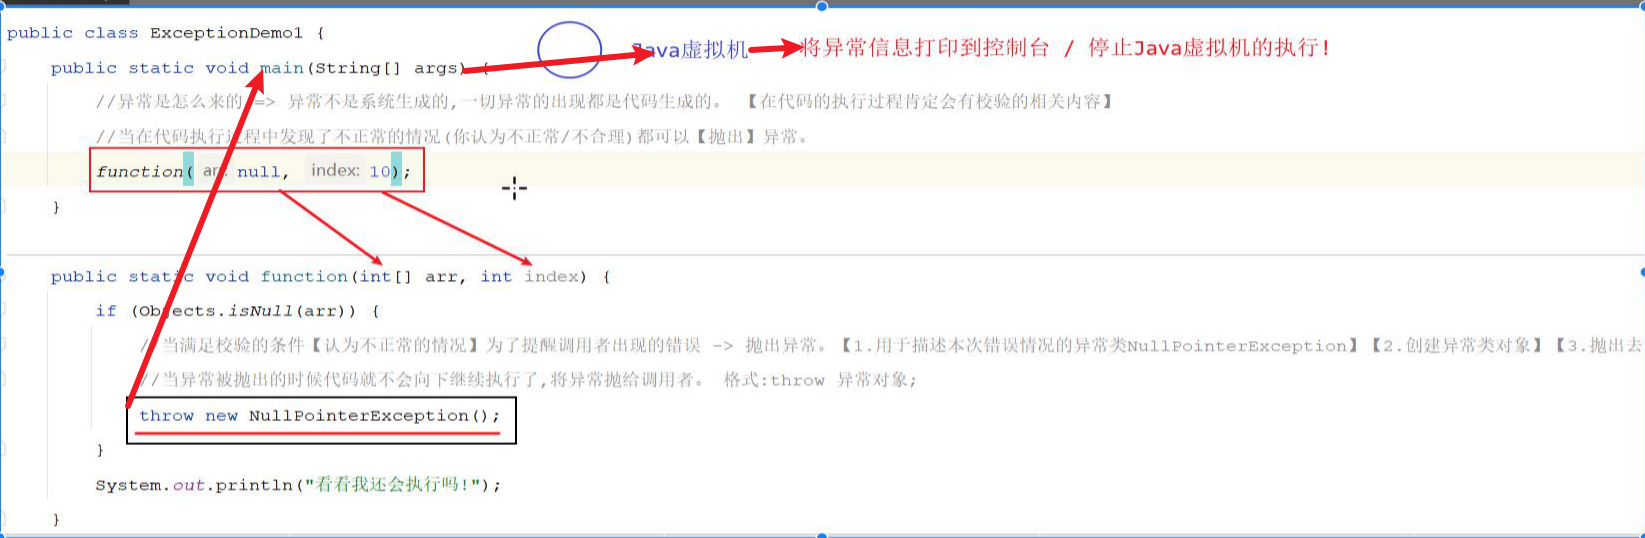 public class ExceptionDemo1 {
Java虚拟机 将异常信息打印到控制台 / 停止Java虚拟机的执行!
public static void main(String[] args) {
//异常是怎么来的 => 异常不是系统生成的,一切异常的出现都是代码生成的。 【在代码的执行过程肯定会有校验的相关内容】
//当在代码执行过程中发现了不正常的情况(你认为不正常/不合理)都可以【抛出】异常。
function( arr: null, index: 10);
}
public static void function(int[] arr, int index) {
if (Objects.isNull(arr)) {
//当满足校验的条件【认为不正常的情况】为了提醒调用者出现的错误 -> 抛出异常。【1.用于描述本次错误情况的异常类NullPointerException】【2.创建异常类对象】【3.抛出去
//当异常被抛出的时候代码就不会向下继续执行了,将异常抛给调用者。 格式:throw 异常对象;
throw new NullPointerException();
}
System.out.println("看看我还会执行吗!");
}